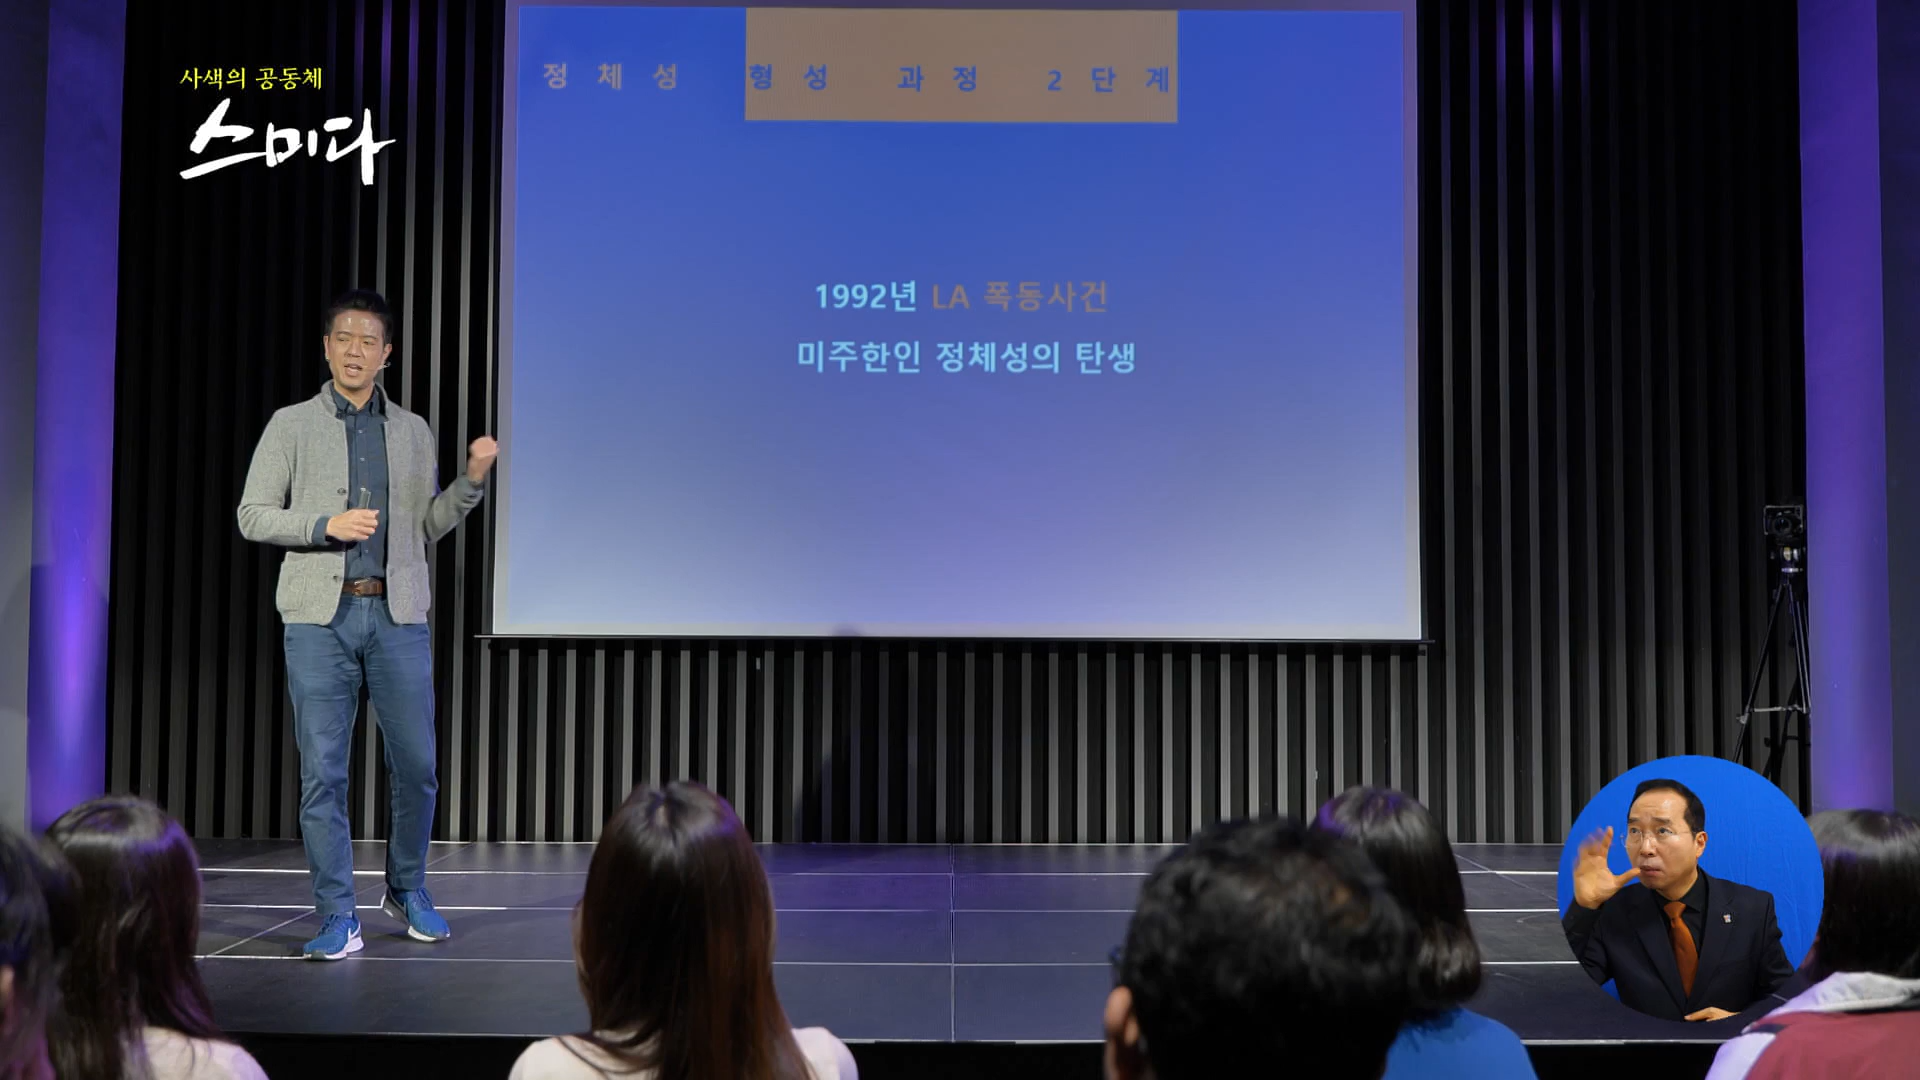 사색의 공동체
스미다
정체성 형성 과정 2단계
1992년 LA 폭동사건
미주한인 정체성의 탄생